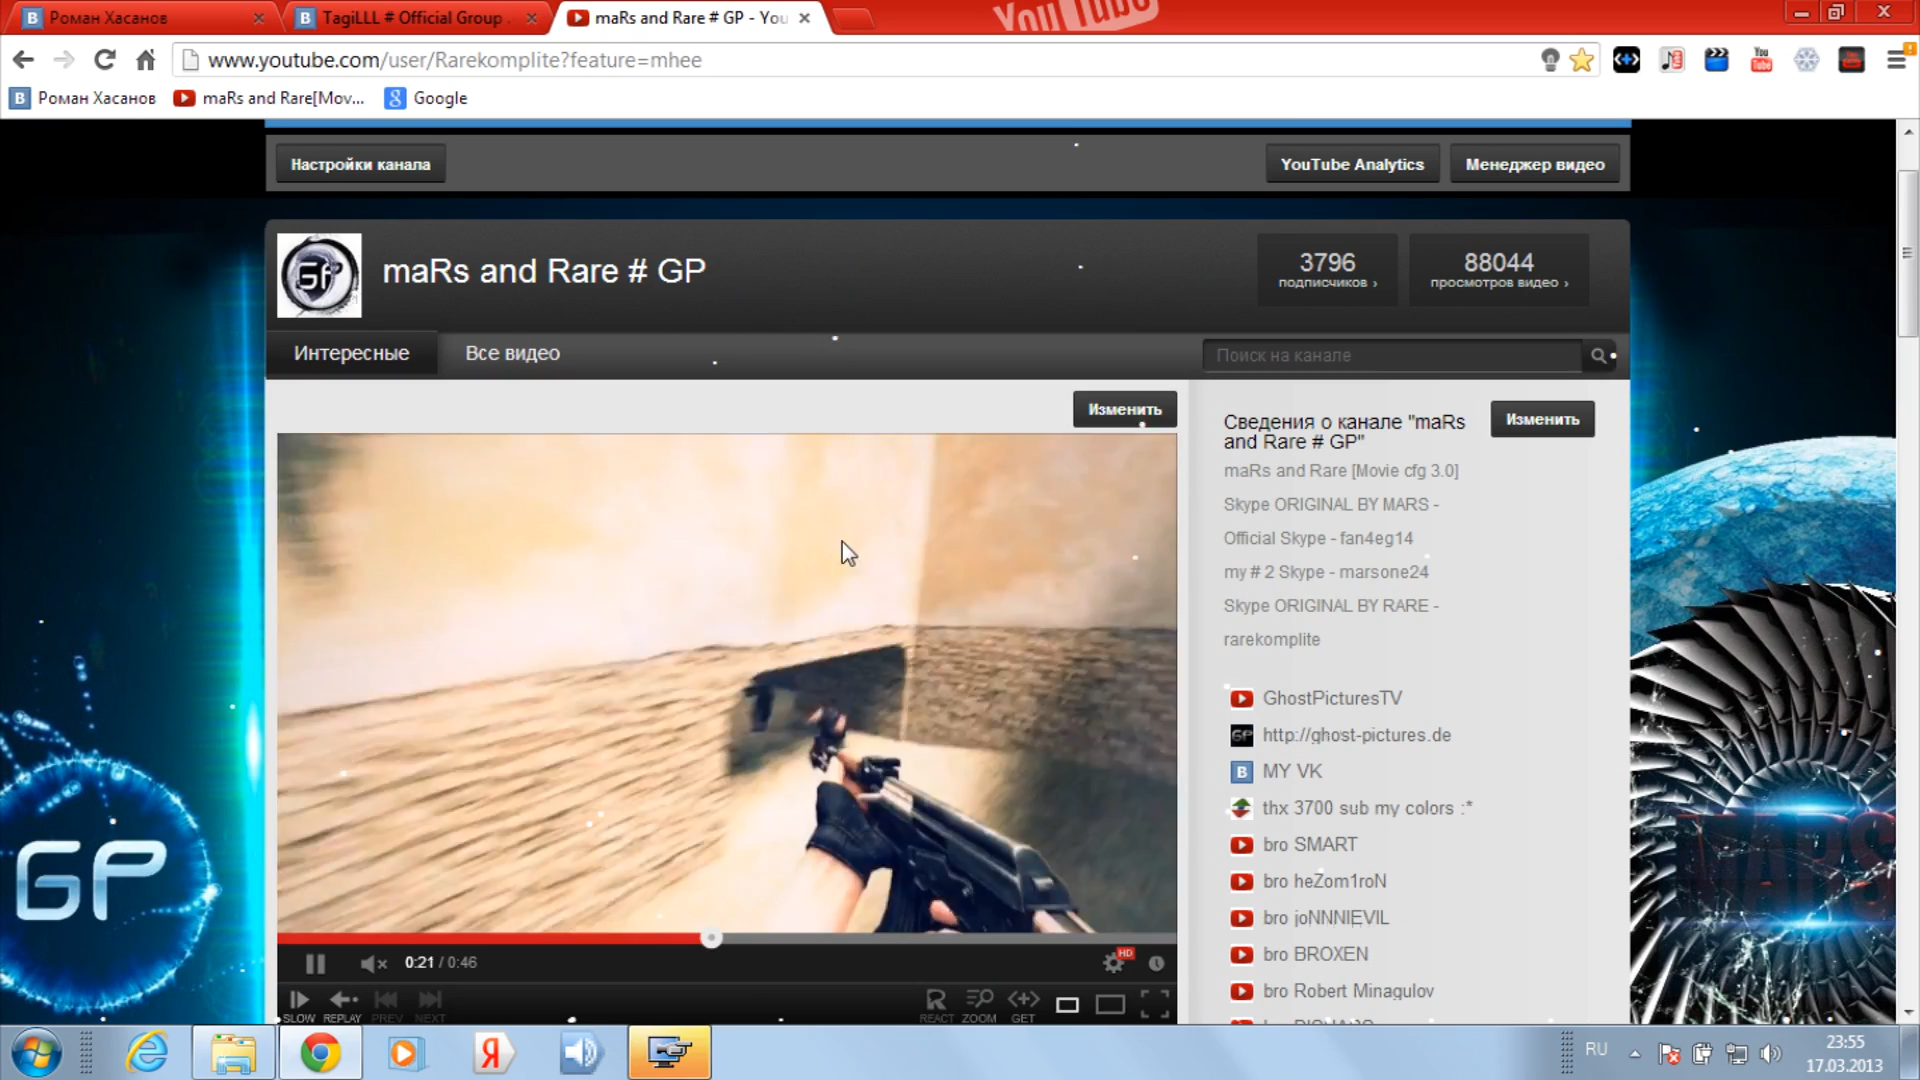 Роман Хасанов
TagiLLL # Official Group
maRs and Rare # GP - You
YouTube
www.youtube.com/user/Rarekomplite?feature=mhee
You
Tube
Роман Хасанов
maRs and Rare[Mov...
Google
Настройки канала
YouTube Analytics
Менеджер видео
GP
maRs and Rare # GP
3796
подписчиков ›
88044
просмотров видео ›
Интересные
Все видео
Поиск на канале
Изменить
Сведения о канале "maRs
and Rare # GP"
Изменить
maRs and Rare [Movie cfg 3.0]
Skype ORIGINAL BY MARS -
Official Skype - fan4eg14
my # 2 Skype - marsone24
Skype ORIGINAL BY RARE -
rarekomplite
GhostPicturesTV
http://ghost-pictures.de
MY VK
thx 3700 sub my colors :*
bro SMART
bro heZom1roN
bro joNNNIEVIL
bro BROXEN
bro Robert Minagulov
GP
MARS
0:21 / 0:46
HD
SLOW
REPLAY
PREV
NEXT
REACT
ZOOM
GET
RU
23:55
17.03.2013